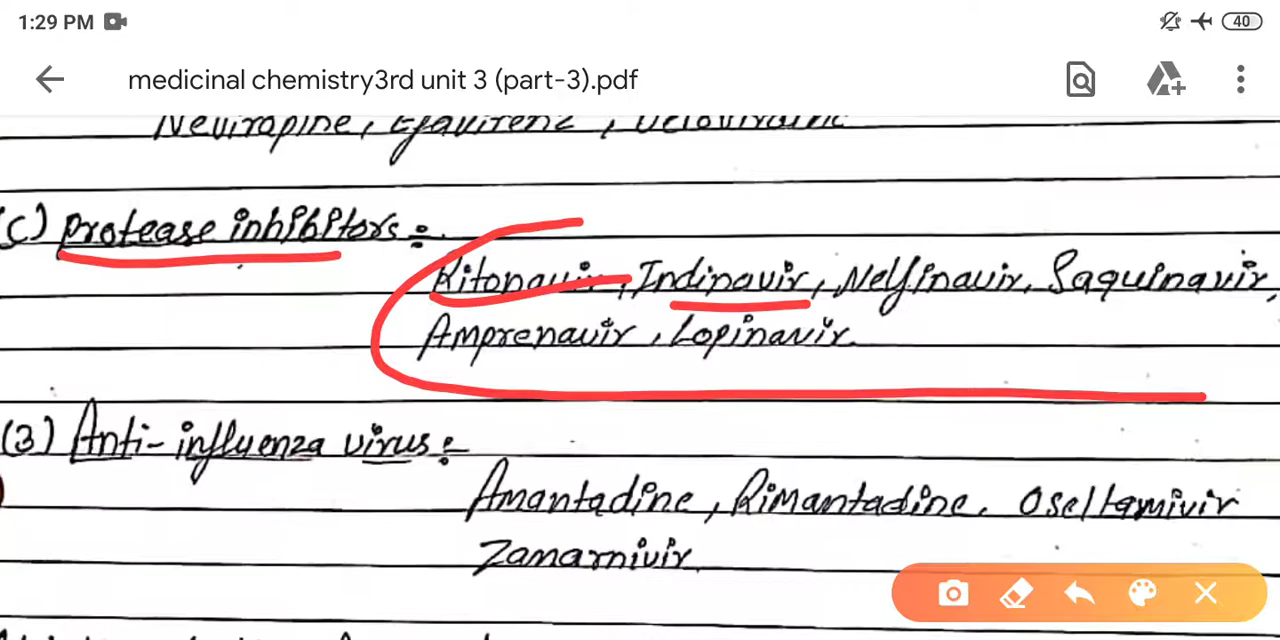 1:29 PM
40
medicinal chemistry3rd unit 3 (part-3).pdf
Nevirapine, Efavirenz,
(c) Protease inhibitors:-
Ritonavir, Indinavir, Nelfinavir, Saquinavir,
Amprenavir, Lopinavir.
(3) Anti-influenza virus:-
Amantadine, Rimantadine, Oseltamivir
Zamarnivir.